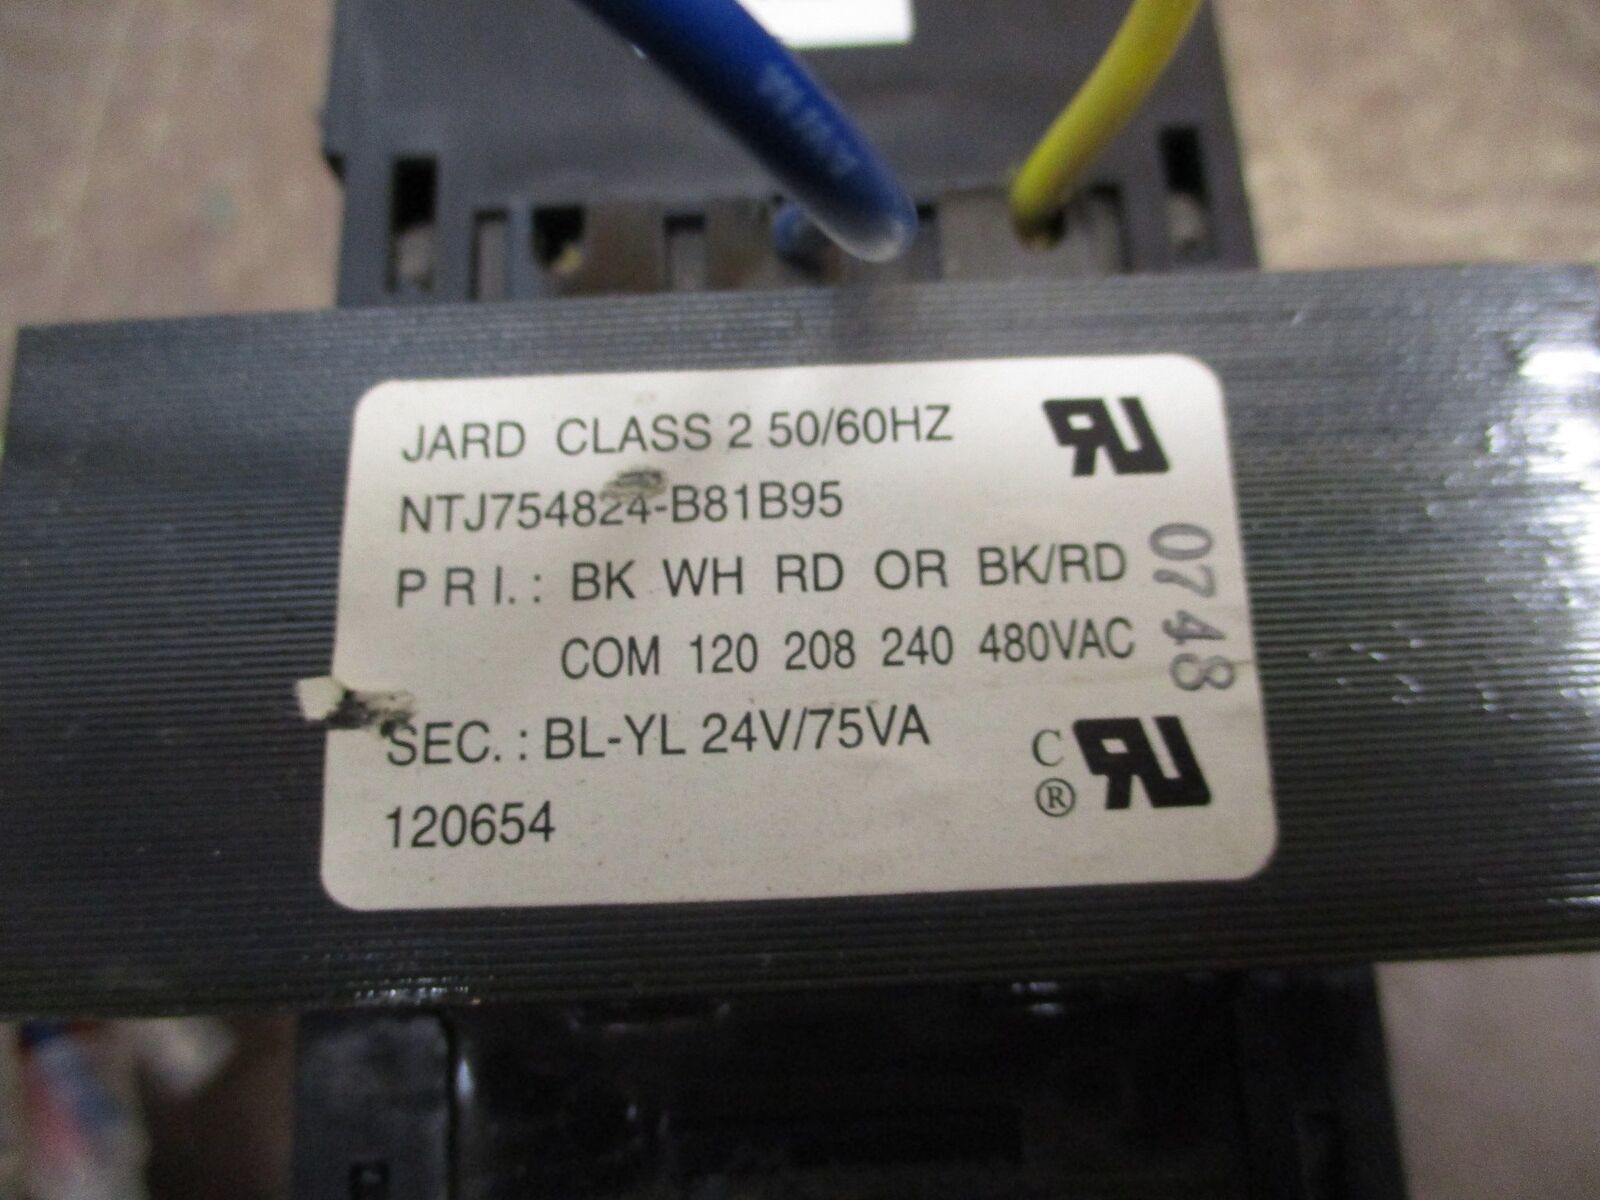 JARD CLASS 2 50/60HZ
NTJ754824-B81B95
PRI.: BK WH RD OR BK/RD
COM 120 208 240 480VAC
SEC.: BL-YL 24V/75VA
120654
0748
C
®